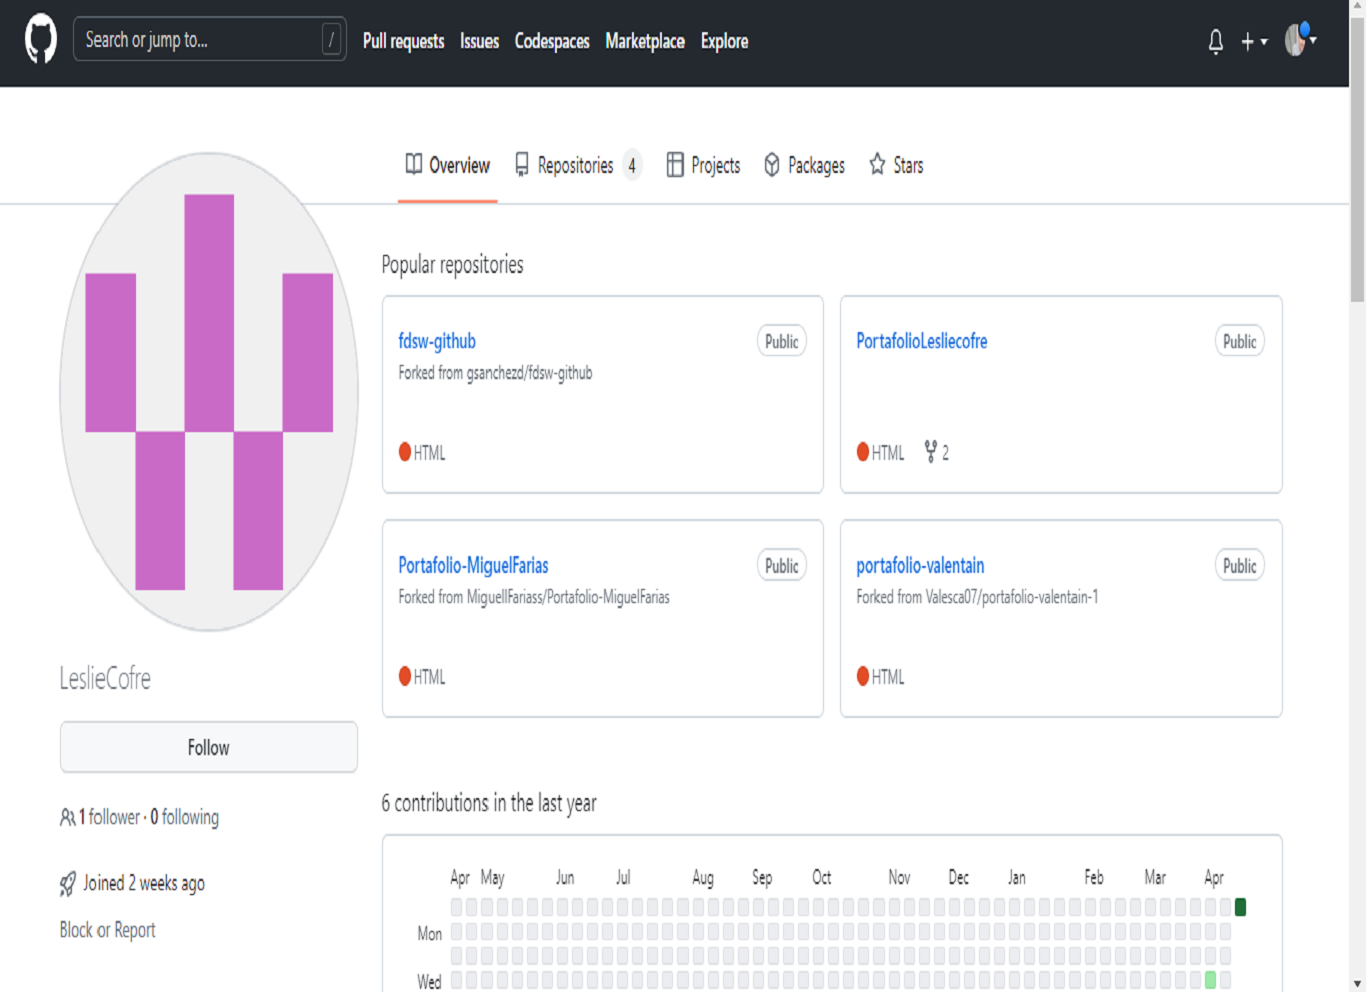 Search or jump to... / Pull requests Issues Codespaces Marketplace Explore
Overview Repositories 4 Projects Packages Stars
Popular repositories
fdsw-github Public
Forked from gsanchezd/fdsw-github
HTML
PortafolioLesliecofre Public
HTML 2
Portafolio-MiguelFarias Public
Forked from MiguellFariass/Portafolio-MiguelFarias
HTML
portafolio-valentain Public
Forked from Valesca07/portafolio-valentain-1
HTML
LeslieCofre
Follow
1 follower · 0 following
Joined 2 weeks ago
Block or Report
6 contributions in the last year
Apr May Jun Jul Aug Sep Oct Nov Dec Jan Feb Mar Apr
Mon
Wed